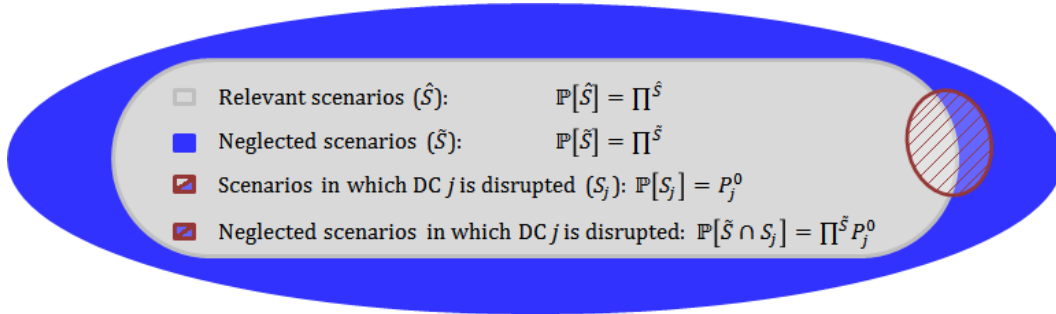 Relevant scenarios (Ŝ): ℙ[Ŝ] = ∏^Ŝ
Neglected scenarios (S̃): ℙ[S̃] = ∏^S̃
Scenarios in which DC j is disrupted (S_j): ℙ[S_j] = P_j^0
Neglected scenarios in which DC j is disrupted: ℙ[S̃ ∩ S_j] = ∏^S̃ P_j^0